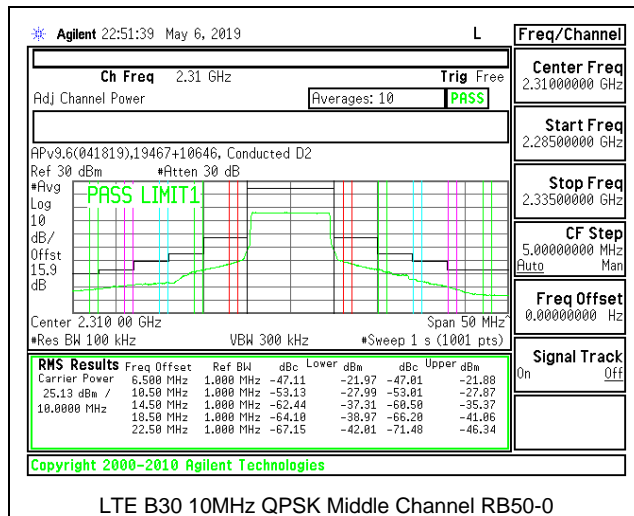 Agilent 22:51:39 May 6, 2019 L
Freq/Channel
Ch Freq 2.31 GHz Trig Free
Adj Channel Power Averages: 10 PASS
APv9.6(041819),19467+10646, Conducted D2
Ref 30 dBm #Atten 30 dB
#Avg
Log
10
dB/
Offst
15.9
dB
PASS LIMIT1
Center 2.310 00 GHz Span 50 MHz^
#Res BW 100 kHz VBW 300 kHz #Sweep 1 s (1001 pts)
RMS Results Freq Offset Ref BW dBc Lower dBm dBc Upper dBm
Carrier Power 6.500 MHz 1.000 MHz -47.11 -21.97 -47.01 -21.88
25.13 dBm / 10.50 MHz 1.000 MHz -53.13 -27.99 -53.01 -27.87
10.0000 MHz 14.50 MHz 1.000 MHz -62.44 -37.31 -60.50 -35.37
18.50 MHz 1.000 MHz -64.10 -38.97 -66.20 -41.06
22.50 MHz 1.000 MHz -67.15 -42.01 -71.48 -46.34
Center Freq
2.31000000 GHz
Start Freq
2.28500000 GHz
Stop Freq
2.33500000 GHz
CF Step
5.00000000 MHz
Auto Man
Freq Offset
0.00000000 Hz
Signal Track
On Off
Copyright 2000-2010 Agilent Technologies
LTE B30 10MHz QPSK Middle Channel RB50-0